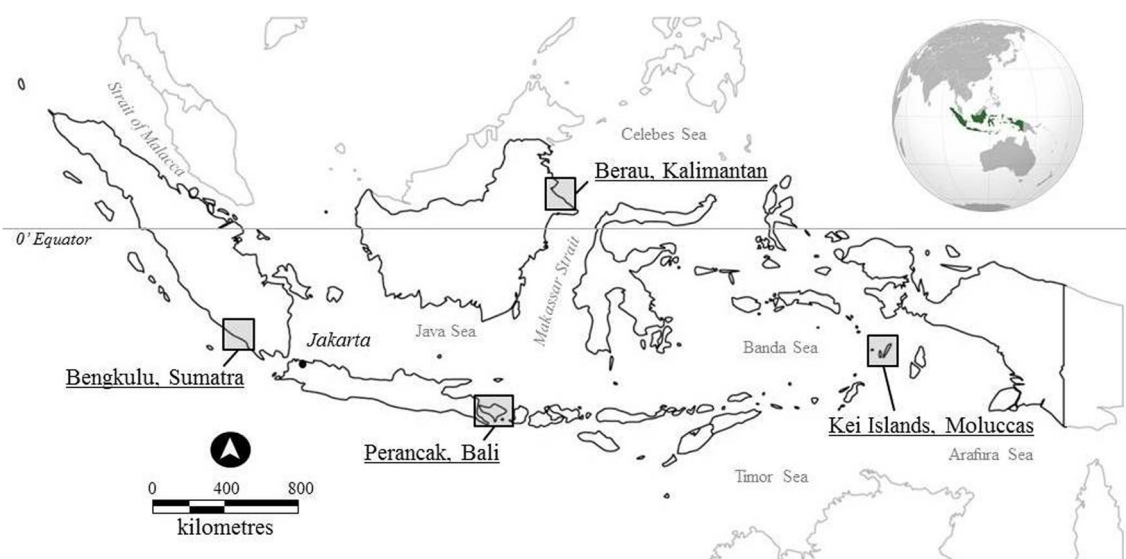 Strait of Malacca
Celebes Sea
Berau, Kalimantan
0' Equator
Makassar Strait
Java Sea
Jakarta
Banda Sea
Bengkulu, Sumatra
Kei Islands, Moluccas
Perancak, Bali
Arafura Sea
Timor Sea
0 400 800
kilometres